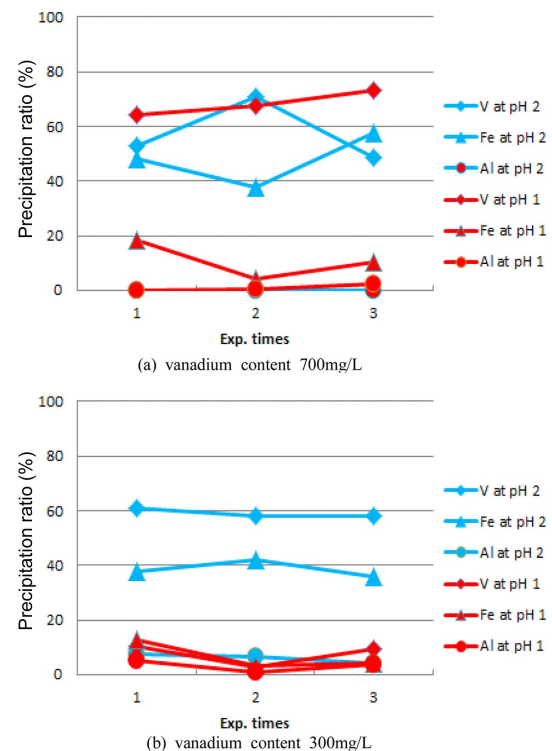 100
80
60
40
20
0
Precipitation ratio (%)
1 2 3
Exp. times
V at pH 2
Fe at pH 2
Al at pH 2
V at pH 1
Fe at pH 1
Al at pH 1
(a) vanadium content 700mg/L
100
80
60
40
20
0
Precipitation ratio (%)
1 2 3
Exp. times
V at pH 2
Fe at pH 2
Al at pH 2
V at pH 1
Fe at pH 1
Al at pH 1
(b) vanadium content 300mg/L